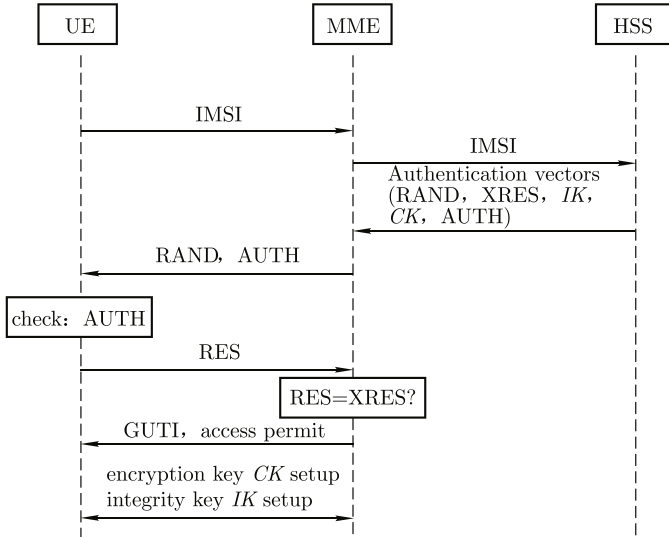 UE
MME
HSS
IMSI
IMSI
Authentication vectors
(RAND，XRES，IK，
CK，AUTH)
RAND，AUTH
check：AUTH
RES
RES=XRES?
GUTI，access permit
encryption key CK setup
integrity key IK setup